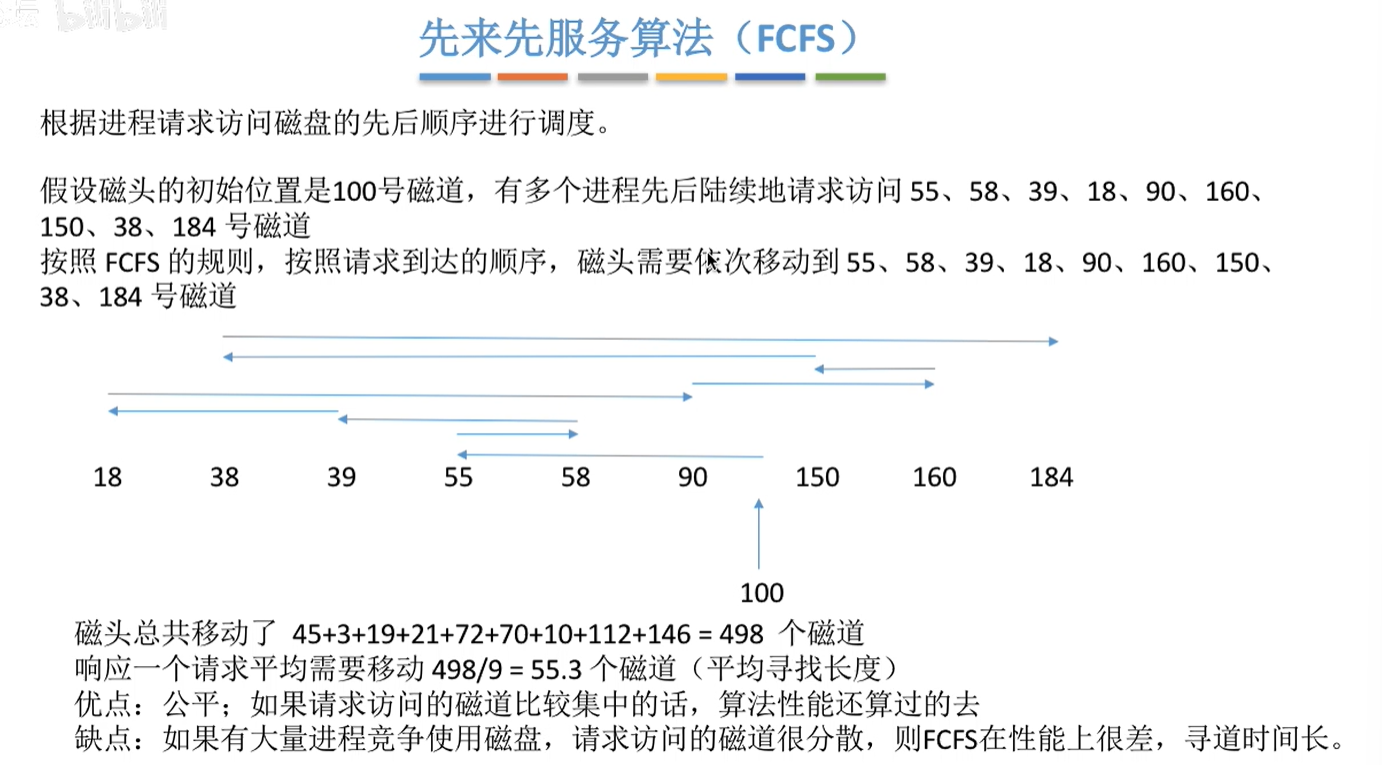 先来先服务算法（FCFS）
根据进程请求访问磁盘的先后顺序进行调度。
假设磁头的初始位置是100号磁道，有多个进程先后陆续地请求访问 55、58、39、18、90、160、
150、38、184 号磁道
按照 FCFS 的规则，按照请求到达的顺序，磁头需要依次移动到 55、58、39、18、90、160、150、
38、184 号磁道
18 38 39 55 58 90 150 160 184
100
磁头总共移动了 45+3+19+21+72+70+10+112+146 = 498 个磁道
响应一个请求平均需要移动 498/9 = 55.3 个磁道（平均寻找长度）
优点：公平；如果请求访问的磁道比较集中的话，算法性能还算过的去
缺点：如果有大量进程竞争使用磁盘，请求访问的磁道很分散，则FCFS在性能上很差，寻道时间长。